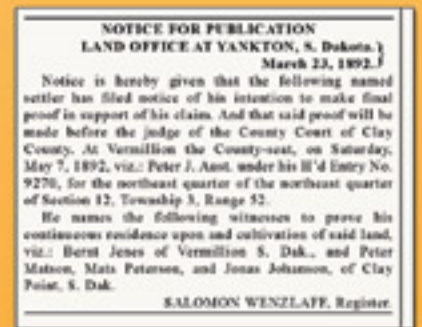 NOTICE FOR PUBLICATION
LAND OFFICE AT YANKTON, S. Dakota.}
March 23, 1892.}
Notice is hereby given that the following named
settler has filed notice of his intention to make final
proof in support of his claim. And that said proof will be
made before the judge of the County Court of Clay
County. At Vermillion the County-seat, on Saturday,
May 7, 1892, viz.: Peter J. Aust. under his H'd Entry No.
9270, for the northeast quarter of the northeast quarter
of Section 12, Township 3, Range 52.
He names the following witnesses to prove his
continuous residence upon and cultivation of said land,
viz.: Bernt Jenes of Vermillion S. Dak., and Peter
Matson, Mats Peterson, and Jonas Johanson, of Clay
Point, S. Dak.
SALOMON WENZLAFF, Register.